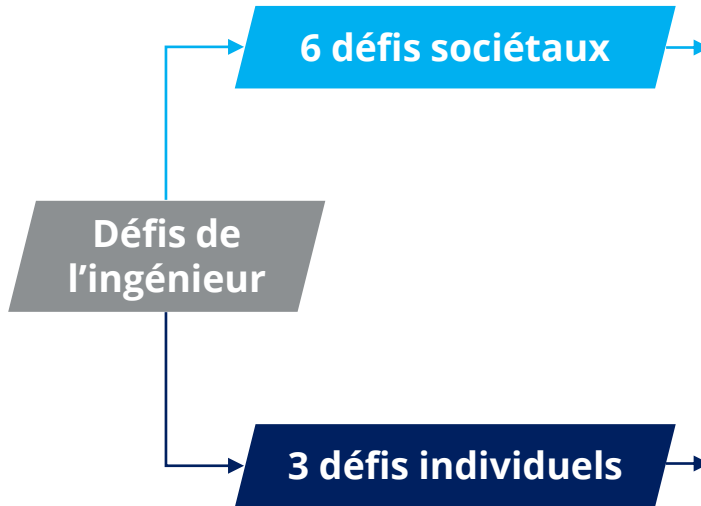 6 défis sociétaux
Défis de
l’ingénieur
3 défis individuels